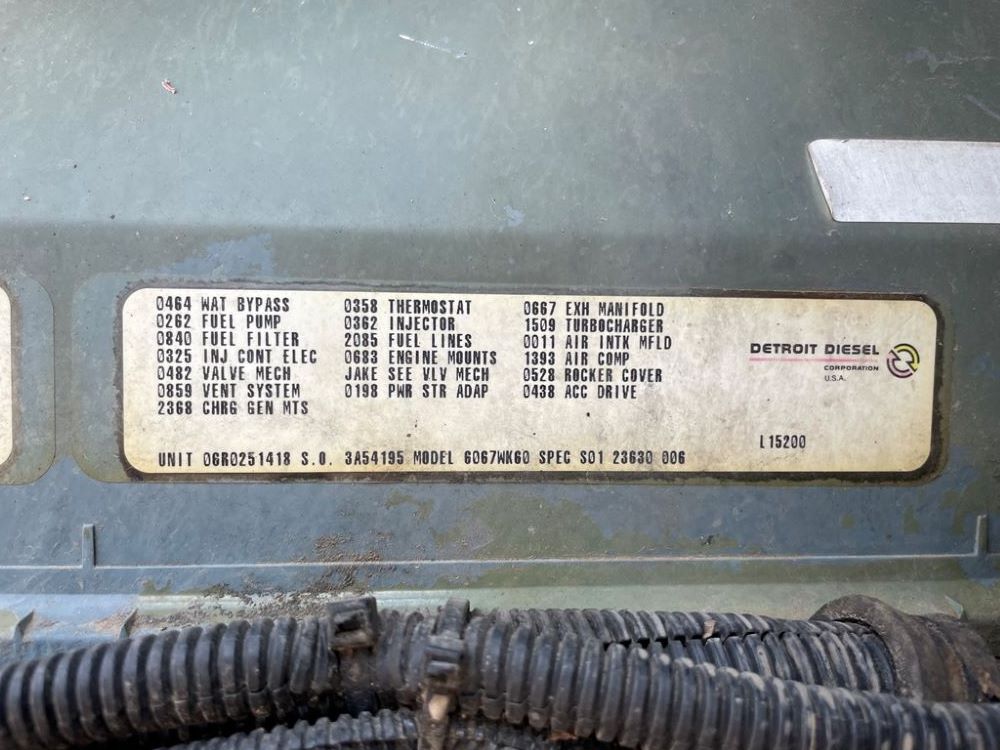 0464 WAT BYPASS
0262 FUEL PUMP
0840 FUEL FILTER
0325 INJ CONT ELEC
0482 VALVE MECH
0859 VENT SYSTEM
2368 CHRG GEN MTS
0358 THERMOSTAT
0362 INJECTOR
2085 FUEL LINES
0683 ENGINE MOUNTS
JAKE SEE VLV MECH
0198 PWR STR ADAP
0667 EXH MANIFOLD
1509 TURBOCHARGER
0011 AIR INTK MFLD
1393 AIR COMP
0528 ROCKER COVER
0438 ACC DRIVE
DETROIT DIESEL
CORPORATION
U.S.A.
L15200
UNIT 06R0251418 S.O. 3A54195 MODEL 6067WK60 SPEC S01 23630 006